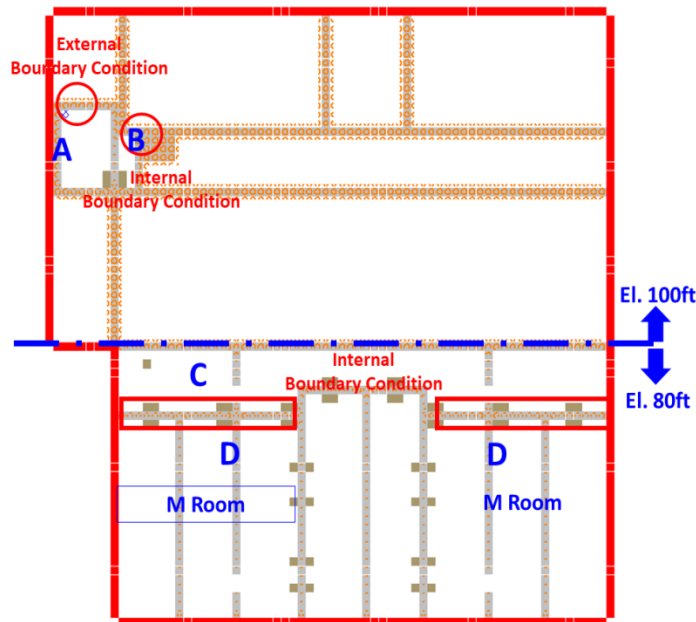 External
Boundary Condition
A
B
Internal
Boundary Condition
El. 100ft
Internal
Boundary Condition
C
El. 80ft
D
D
M Room
M Room